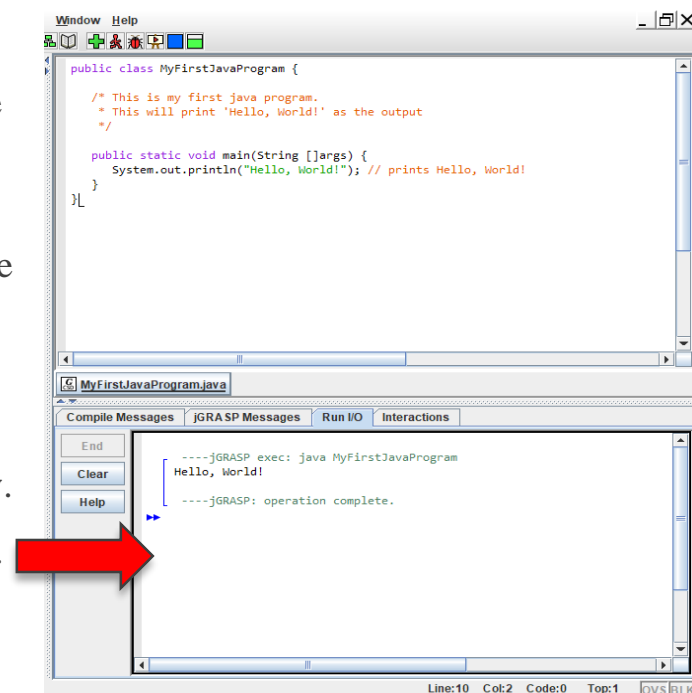 Window Help
public class MyFirstJavaProgram {
/* This is my first java program.
* This will print 'Hello, World!' as the output
*/
public static void main(String []args) {
System.out.println("Hello, World!"); // prints Hello, World!
}
}
MyFirstJavaProgram.java
Compile Messages jGRASP Messages Run I/O Interactions
End
Clear
Help
----jGRASP exec: java MyFirstJavaProgram
Hello, World!
----jGRASP: operation complete.
Line:10 Col:2 Code:0 Top:1 OVS BLK